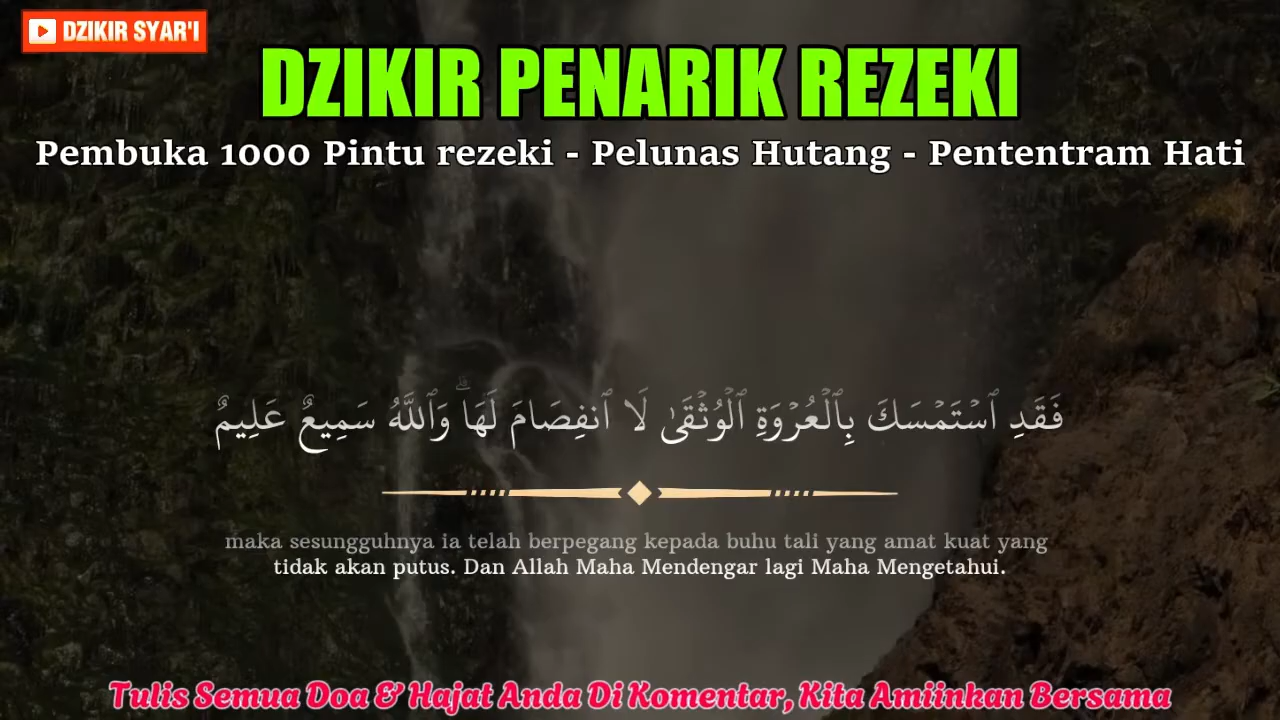 DZIKIR SYAR'I
DZIKIR PENARIK REZEKI
Pembuka 1000 Pintu rezeki - Pelunas Hutang - Pententram Hati
فَقَدِ ٱسْتَمْسَكَ بِٱلْعُرْوَةِ ٱلْوُثْقَىٰ لَا ٱنفِصَامَ لَهَا ۗ وَٱللَّهُ سَمِيعٌ عَلِيمٌ
maka sesungguhnya ia telah berpegang kepada buhu tali yang amat kuat yang
tidak akan putus. Dan Allah Maha Mendengar lagi Maha Mengetahui.
Tulis Semua Doa & Hajat Anda Di Komentar, Kita Amiinkan Bersama